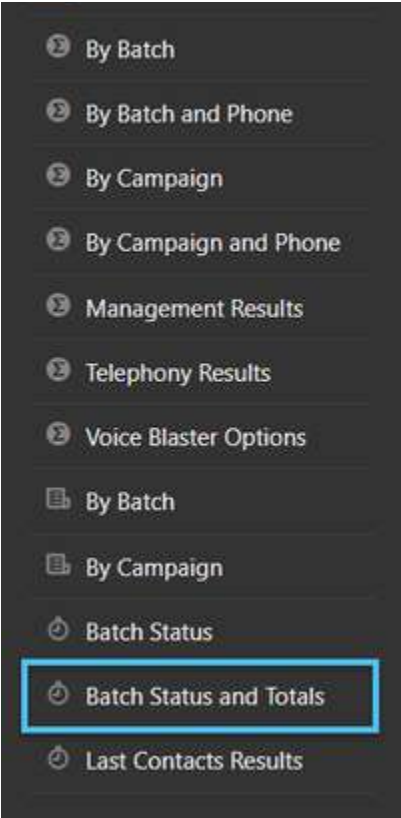 By Batch
By Batch and Phone
By Campaign
By Campaign and Phone
Management Results
Telephony Results
Voice Blaster Options
By Batch
By Campaign
Batch Status
Batch Status and Totals
Last Contacts Results